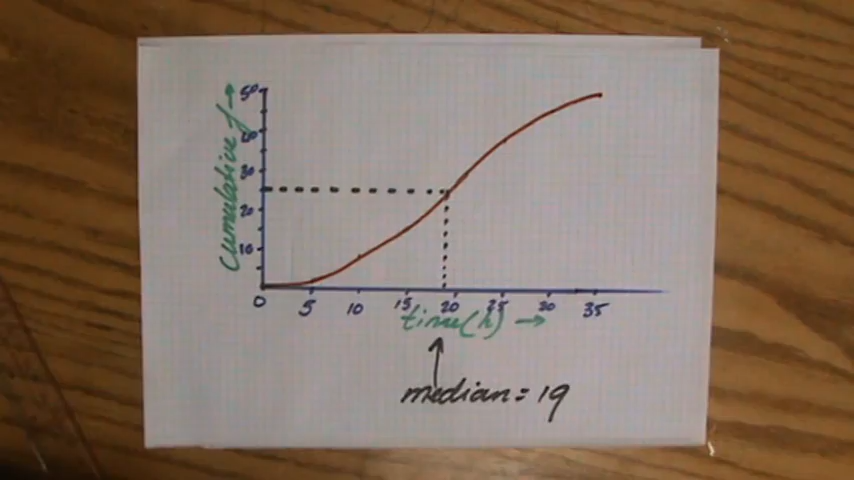 Cumulative f →
50
40
30
20
10
0 5 10 15 20 25 30 35
time(h) →
median = 19